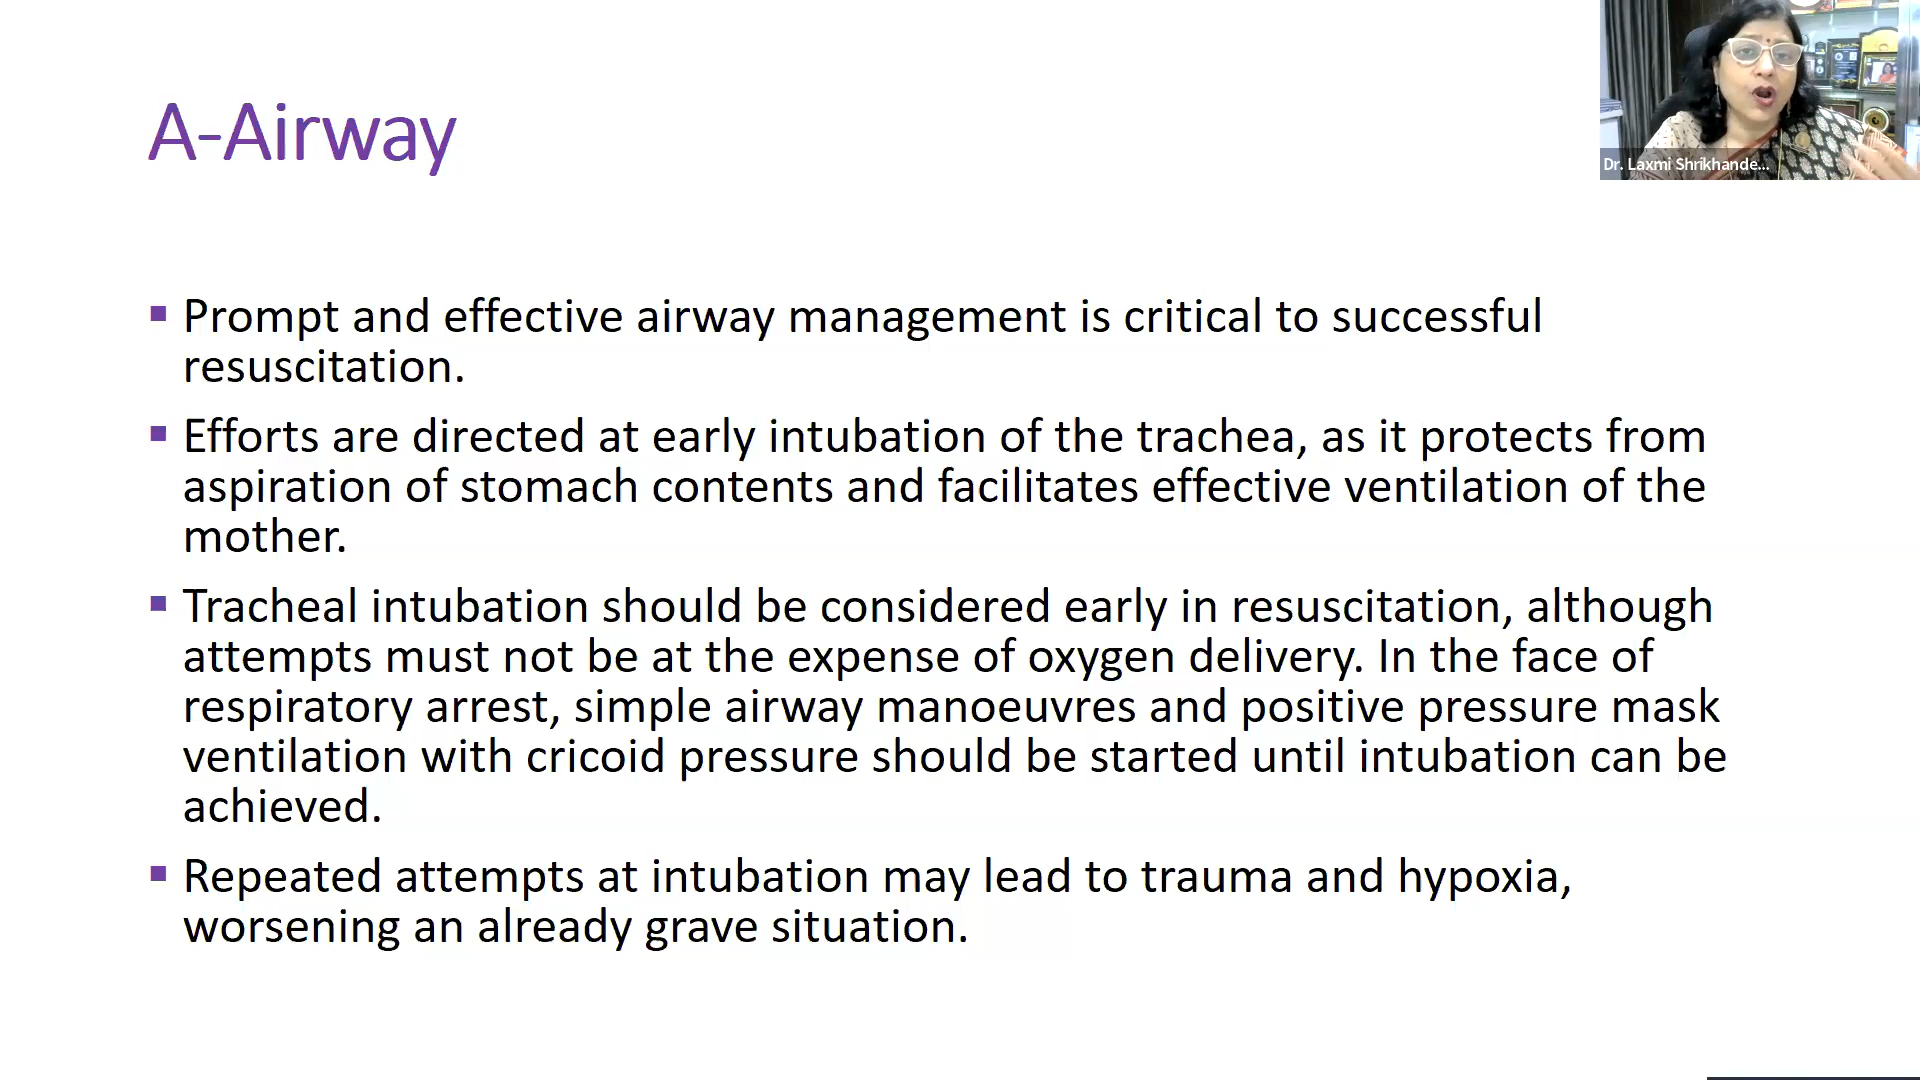 A-Airway
Dr. Laxmi Shrikhande...
▪ Prompt and effective airway management is critical to successful
resuscitation.
▪ Efforts are directed at early intubation of the trachea, as it protects from
aspiration of stomach contents and facilitates effective ventilation of the
mother.
▪ Tracheal intubation should be considered early in resuscitation, although
attempts must not be at the expense of oxygen delivery. In the face of
respiratory arrest, simple airway manoeuvres and positive pressure mask
ventilation with cricoid pressure should be started until intubation can be
achieved.
▪ Repeated attempts at intubation may lead to trauma and hypoxia,
worsening an already grave situation.